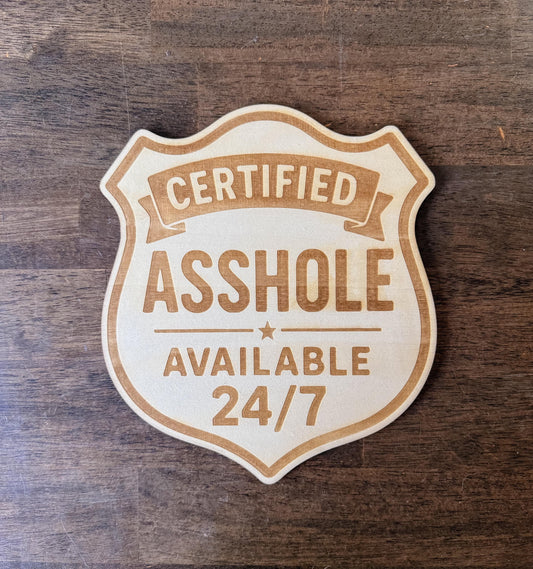 CERTIFIED
ASSHOLE
AVAILABLE
24/7